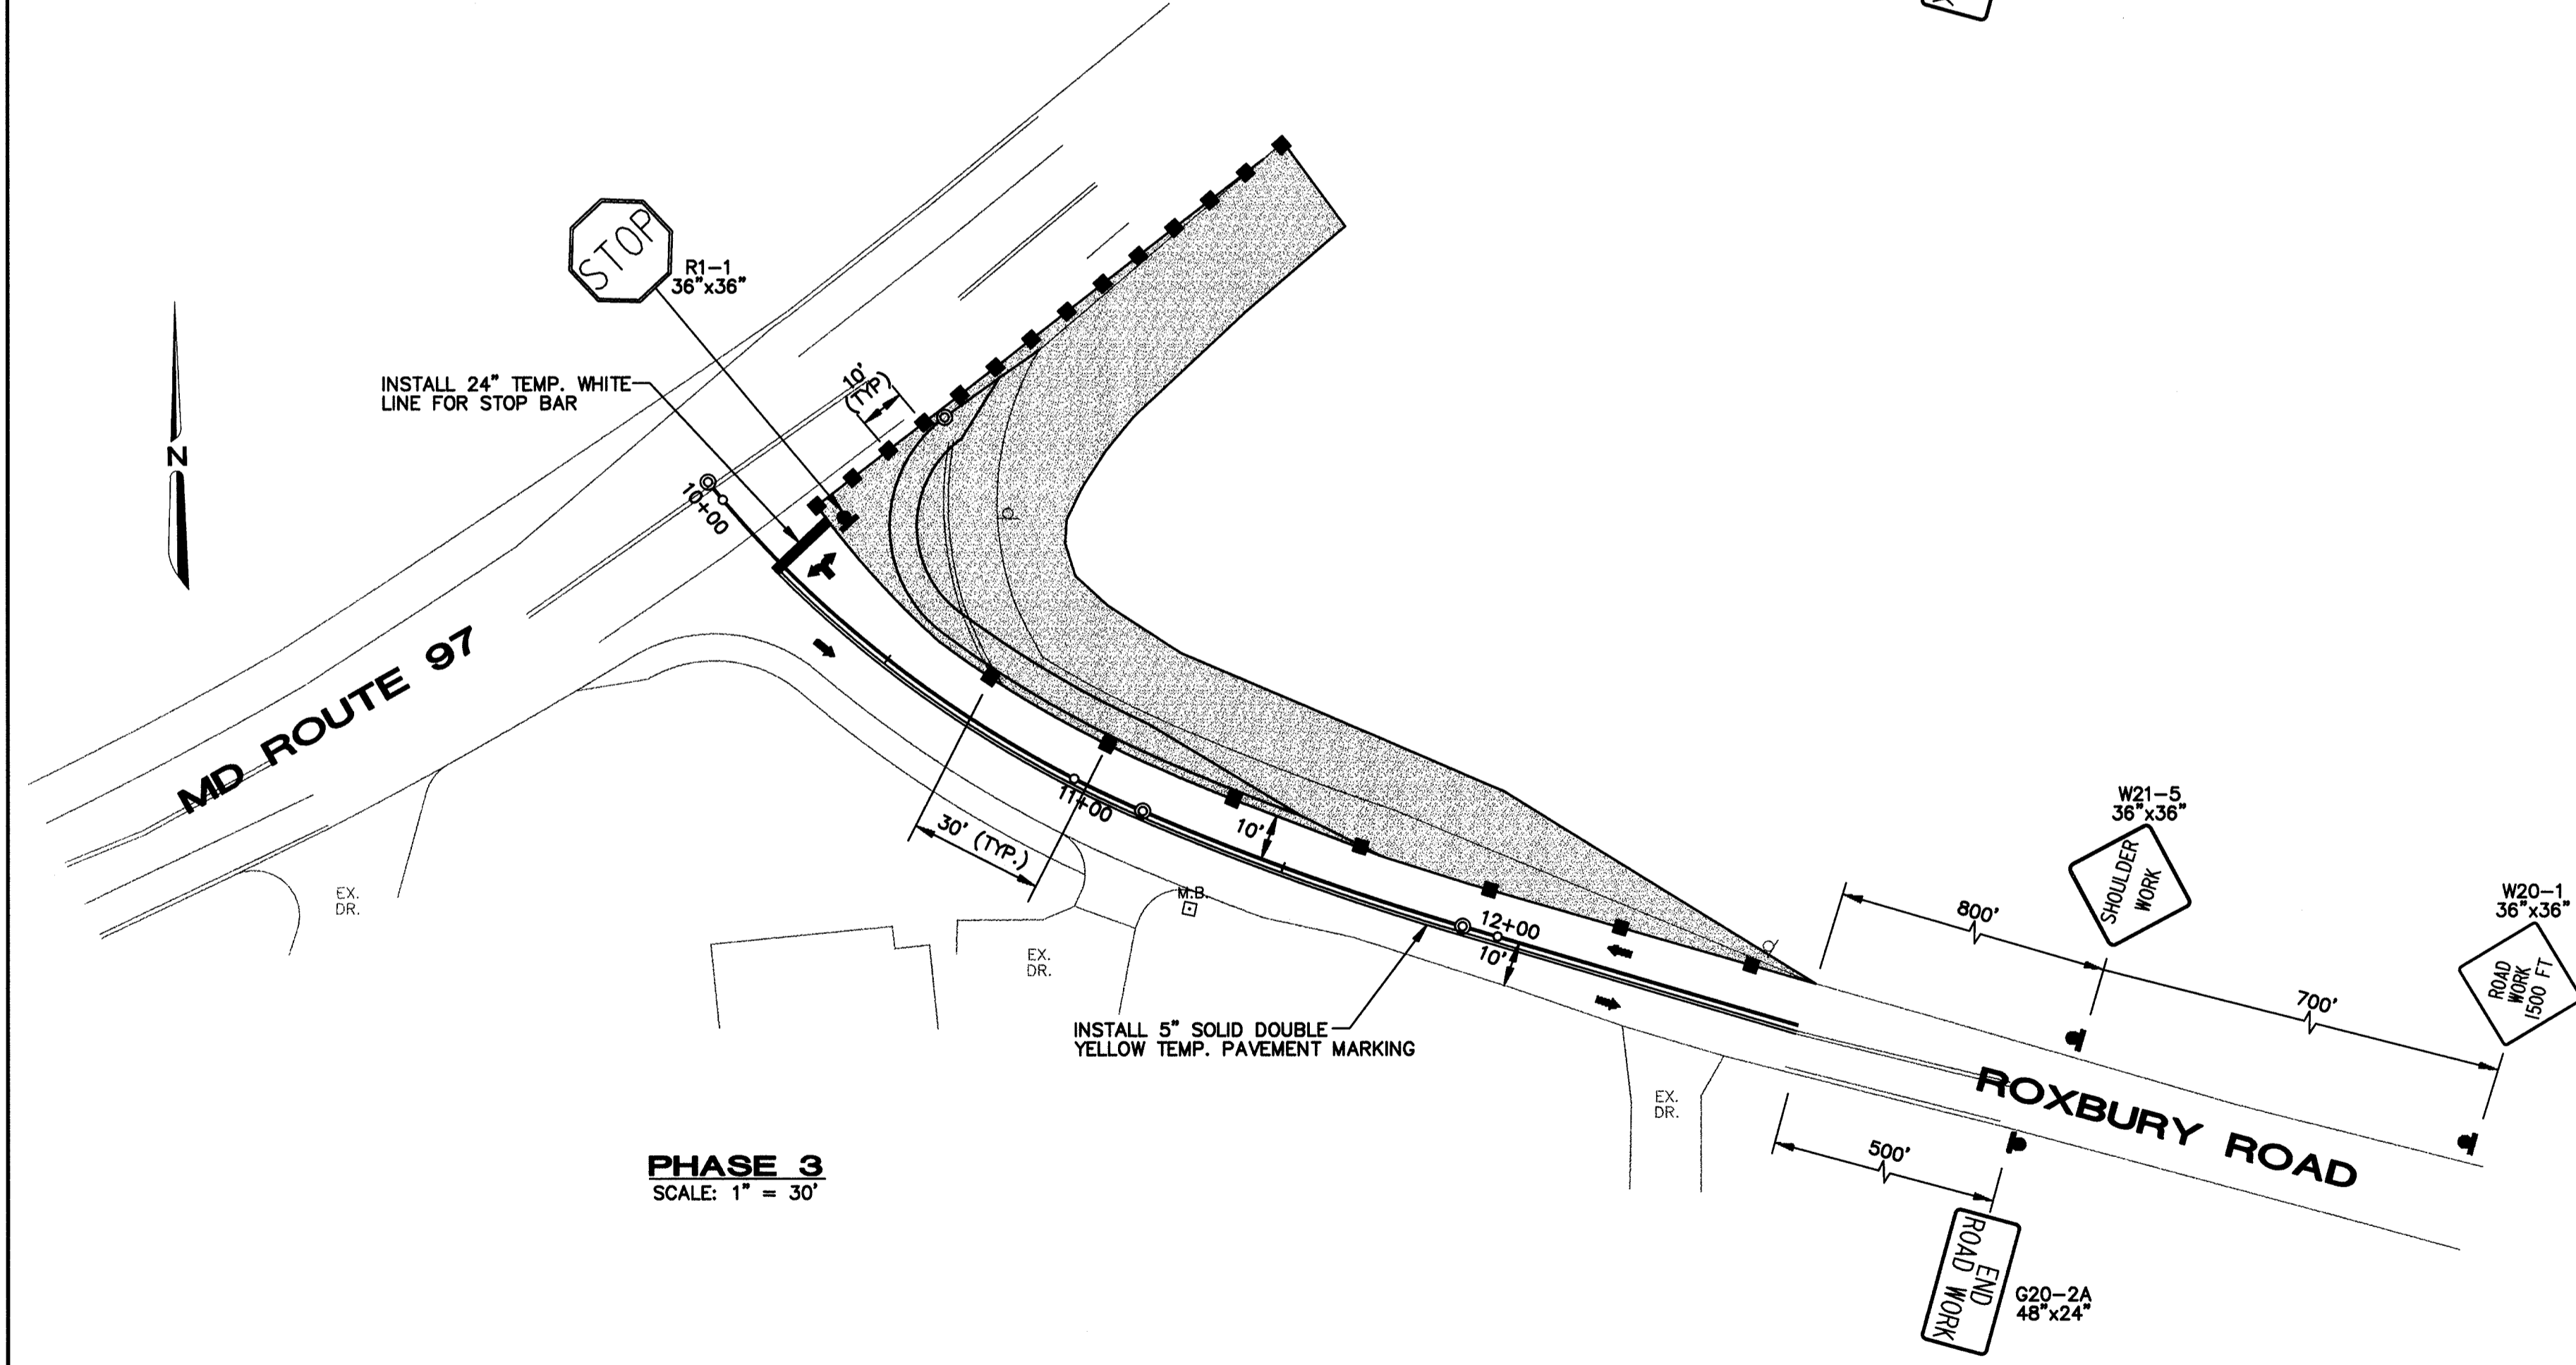 STOP
R1-1
36"x36"
INSTALL 24" TEMP. WHITE
LINE FOR STOP BAR
10'
(TYP)
N
10+00
MD ROUTE 97
11+00
30' (TYP.)
10'
M.B.
EX.
DR.
EX.
DR.
12+00
10'
W21-5
36"x36"
SHOULDER
WORK
800'
W20-1
36"x36"
ROAD
WORK
1500 FT
700'
INSTALL 5" SOLID DOUBLE
YELLOW TEMP. PAVEMENT MARKING
EX.
DR.
ROXBURY ROAD
500'
PHASE 3
SCALE: 1" = 30'
END
ROAD WORK
G20-2A
48"x24"